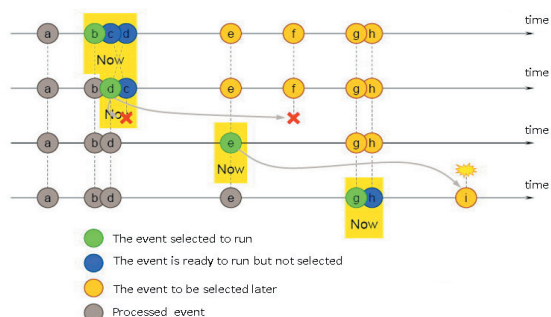 time
a b c d e f g h
Now
time
a b d c e f g h
Now
time
a b d e g h
Now
time
a b d e g h i
Now
The event selected to run
The event is ready to run but not selected
The event to be selected later
Processed event